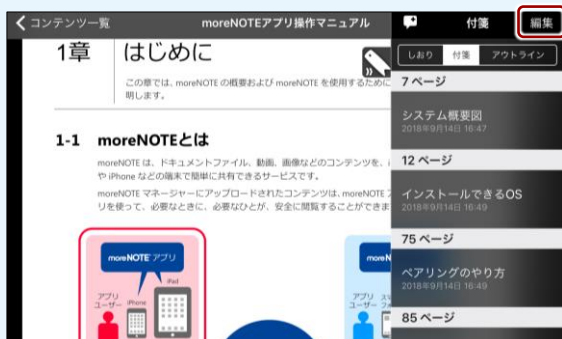 コンテンツ一覧
moreNOTEアプリ操作マニュアル
付箋
編集
しおり
付箋
アウトライン
1章
はじめに
この章では、moreNOTE の概要および moreNOTE を使用するために
明します。
1-1 moreNOTEとは
moreNOTE は、ドキュメントファイル、動画、画像などのコンテンツを、
や iPhone などの端末で簡単に共有できるサービスです。
moreNOTE マネージャーにアップロードされたコンテンツは、moreNOTE
リを使って、必要なときに、必要なひとが、安全に閲覧することができま
moreNOTE アプリ
iPad
iPhone
アプリ
ユーザー
moreN
アプリ
ユーザー
7 ページ
システム概要図
2018年9月14日 16:47
12 ページ
インストールできるOS
2018年9月14日 16:49
75 ページ
ペアリングのやり方
2018年9月14日 16:49
85 ページ